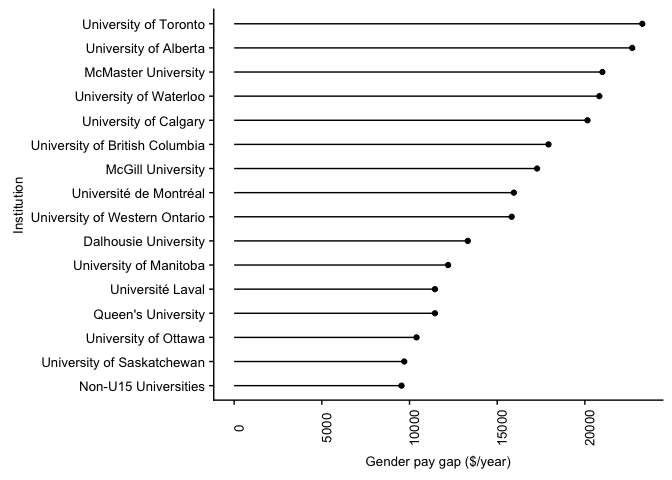 University of Toronto
University of Alberta
McMaster University
University of Waterloo
University of Calgary
University of British Columbia
McGill University
Université de Montréal
University of Western Ontario
Dalhousie University
University of Manitoba
Université Laval
Queen's University
University of Ottawa
University of Saskatchewan
Non-U15 Universities
Institution
0
5000
10000
15000
20000
Gender pay gap ($/year)